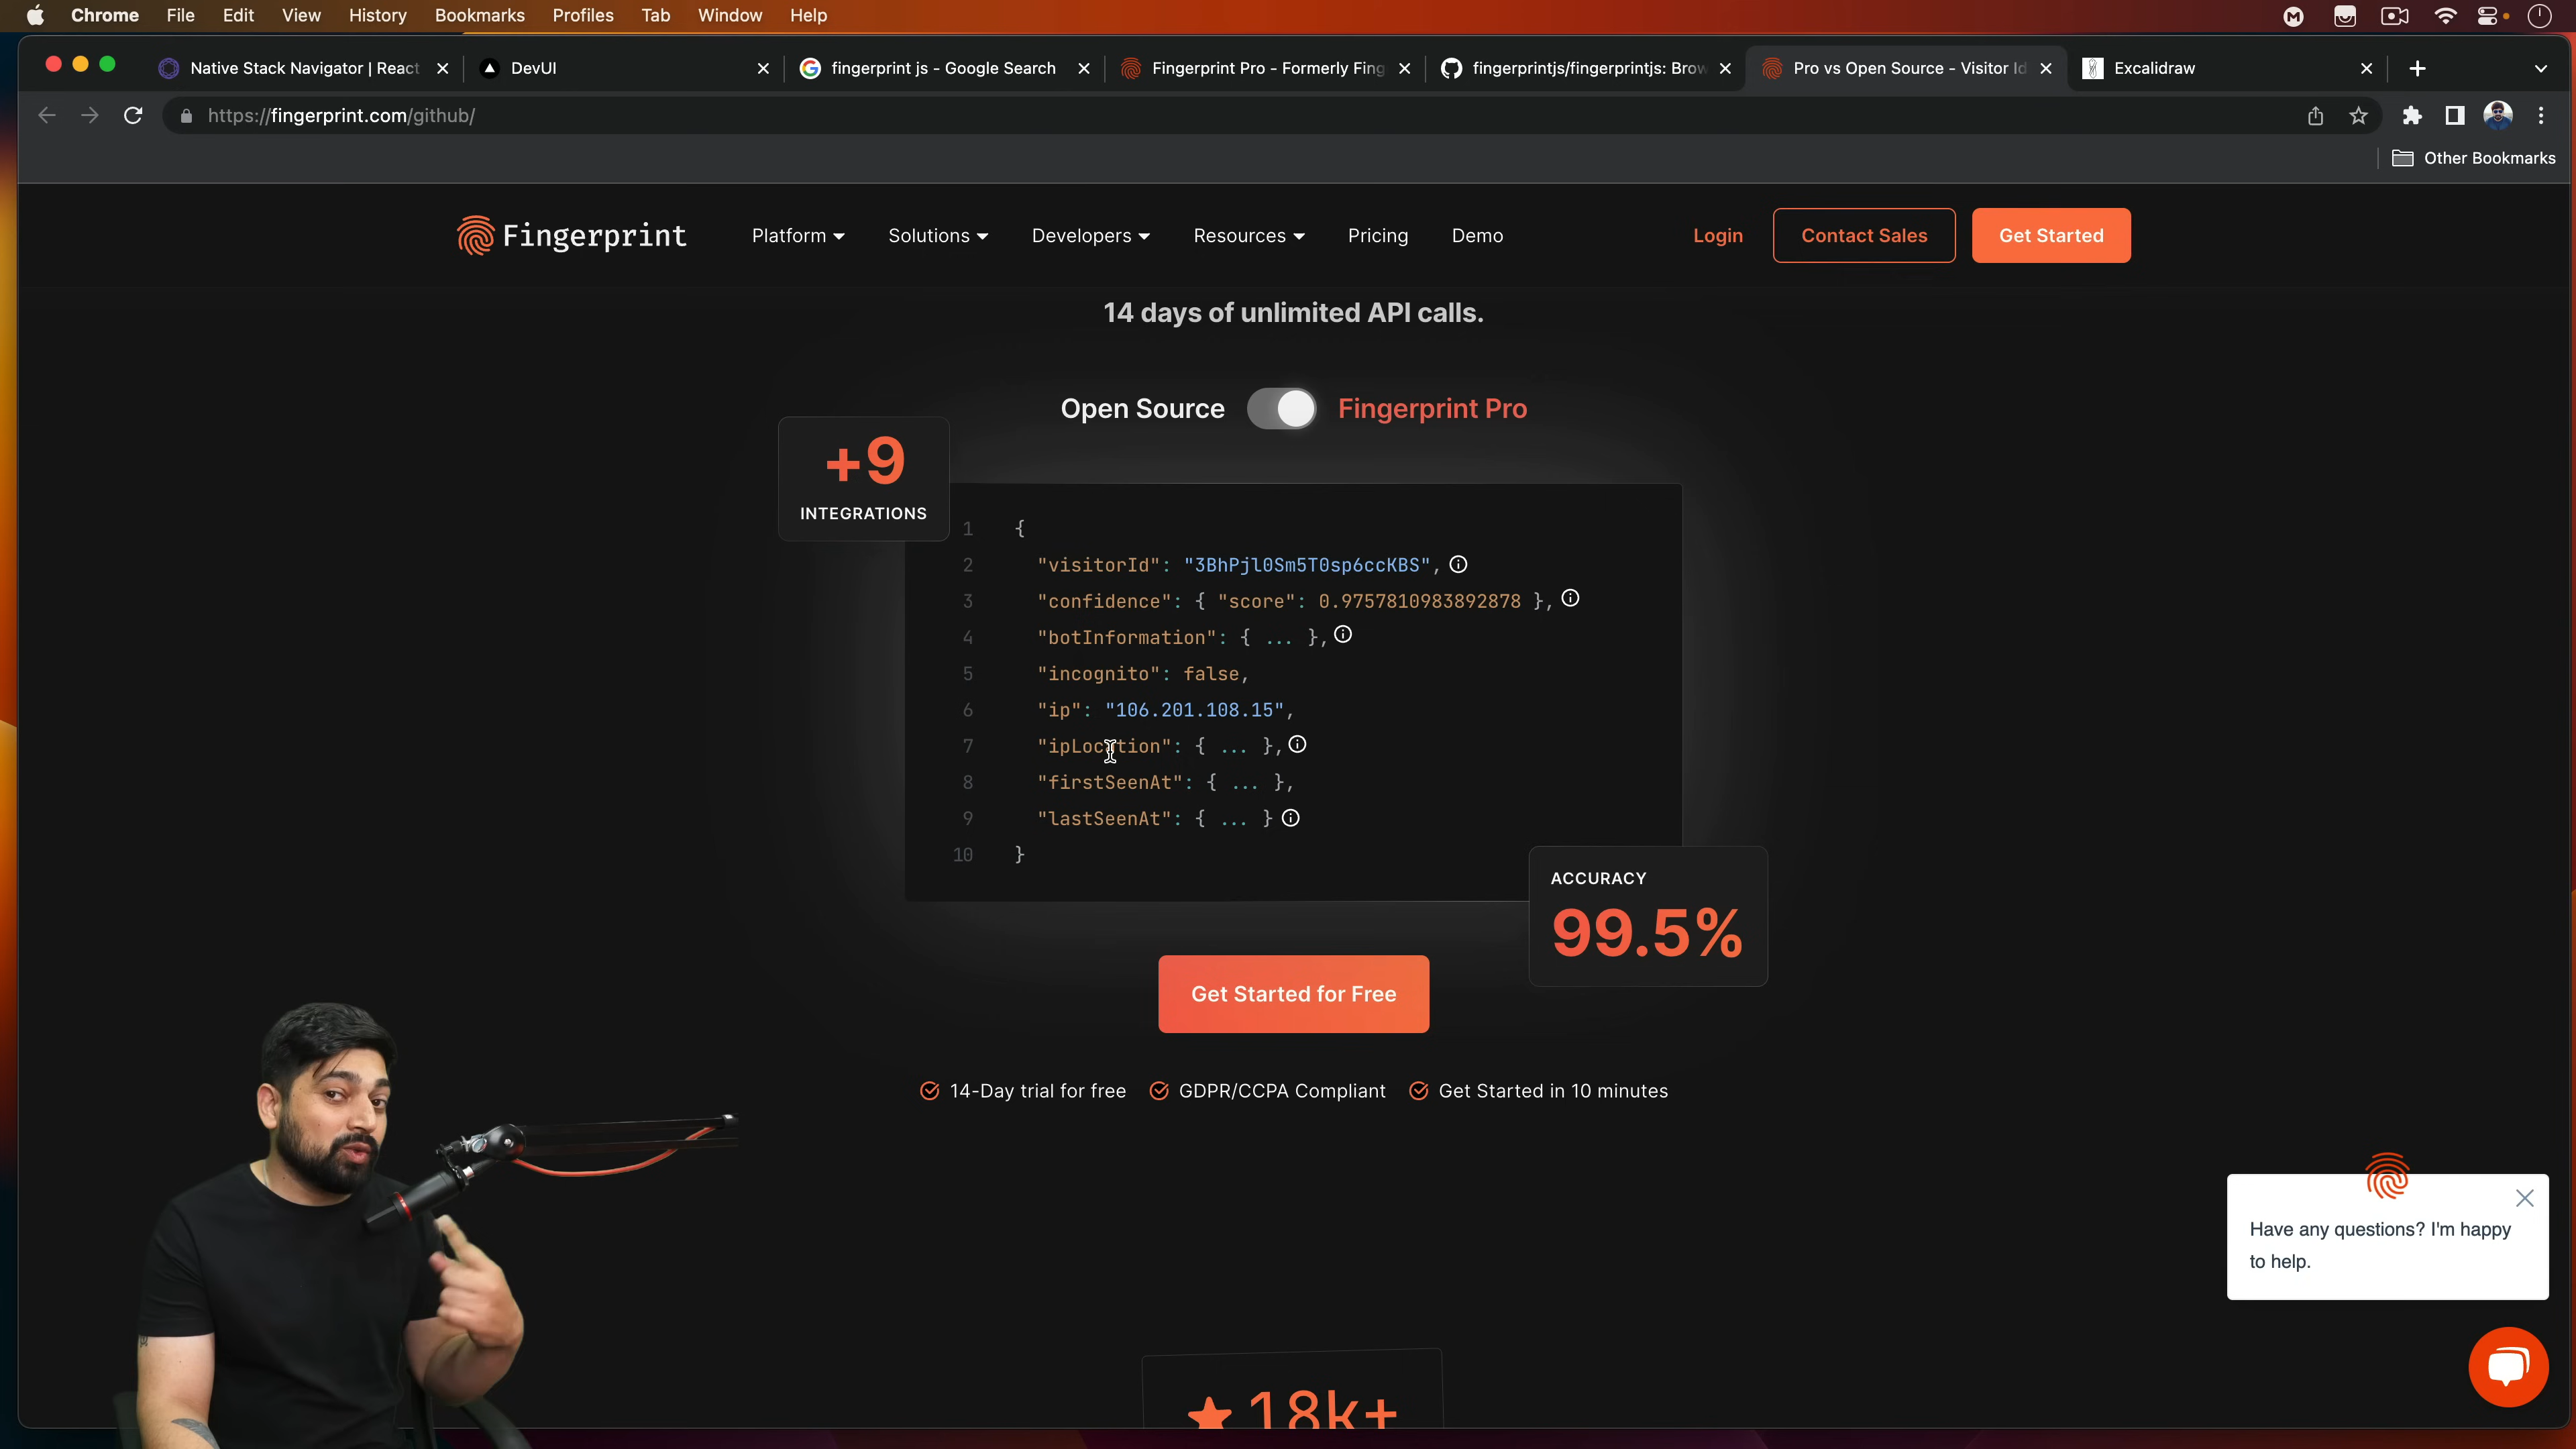 Chrome File Edit View History Bookmarks Profiles Tab Window Help
Native Stack Navigator | React
DevUI
fingerprint js - Google Search
Fingerprint Pro - Formerly Fing
fingerprintjs/fingerprintjs: Brow
Pro vs Open Source - Visitor Id
Excalidraw
https://fingerprint.com/github/
Other Bookmarks
Fingerprint
Platform Solutions Developers Resources Pricing Demo
Login Contact Sales Get Started
14 days of unlimited API calls.
Open Source Fingerprint Pro
+9
INTEGRATIONS
1 {
2 "visitorId": "3BhPjl0Sm5T0sp6ccKBS",
3 "confidence": { "score": 0.9757810983892878 },
4 "botInformation": { ... },
5 "incognito": false,
6 "ip": "106.201.108.15",
7 "ipLocation": { ... },
8 "firstSeenAt": { ... },
9 "lastSeenAt": { ... }
10 }
ACCURACY
99.5%
Get Started for Free
14-Day trial for free GDPR/CCPA Compliant Get Started in 10 minutes
Have any questions? I'm happy
to help.
18k+